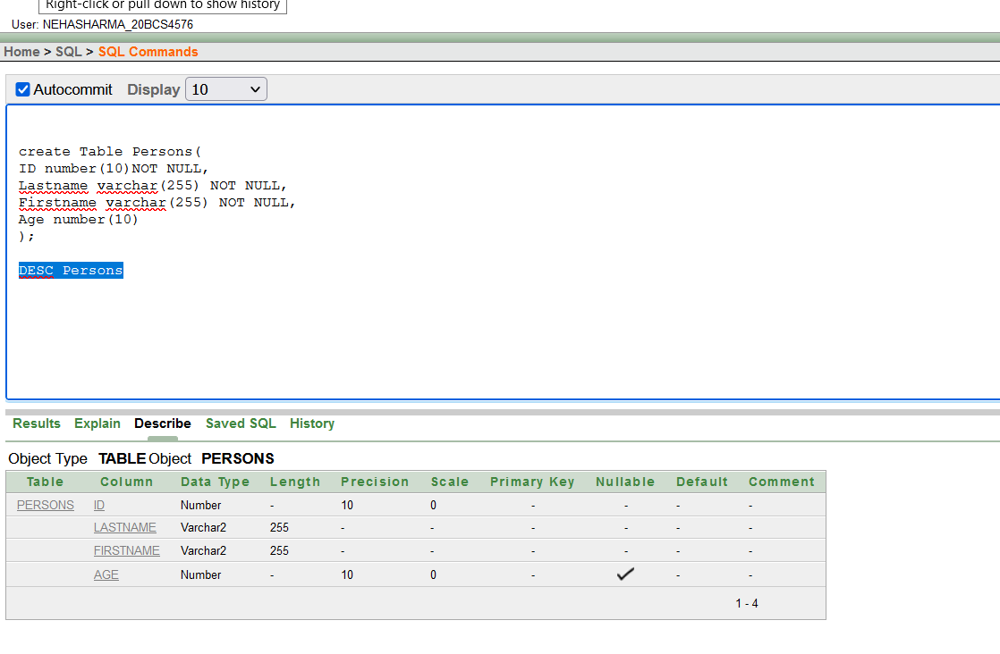 Right-click or pull down to show history
User: NEHASHARMA_20BCS4576
Home > SQL > SQL Commands
Autocommit Display 10
create Table Persons(
ID number(10)NOT NULL,
Lastname varchar(255) NOT NULL,
Firstname varchar(255) NOT NULL,
Age number(10)
);
DESC Persons
Results Explain Describe Saved SQL History
Object Type TABLE Object PERSONS
Table Column Data Type Length Precision Scale Primary Key Nullable Default Comment
PERSONS ID Number - 10 0 - - - -
LASTNAME Varchar2 255 - - - - - -
FIRSTNAME Varchar2 255 - - - - - -
AGE Number - 10 0 - ✓ - -
1 - 4